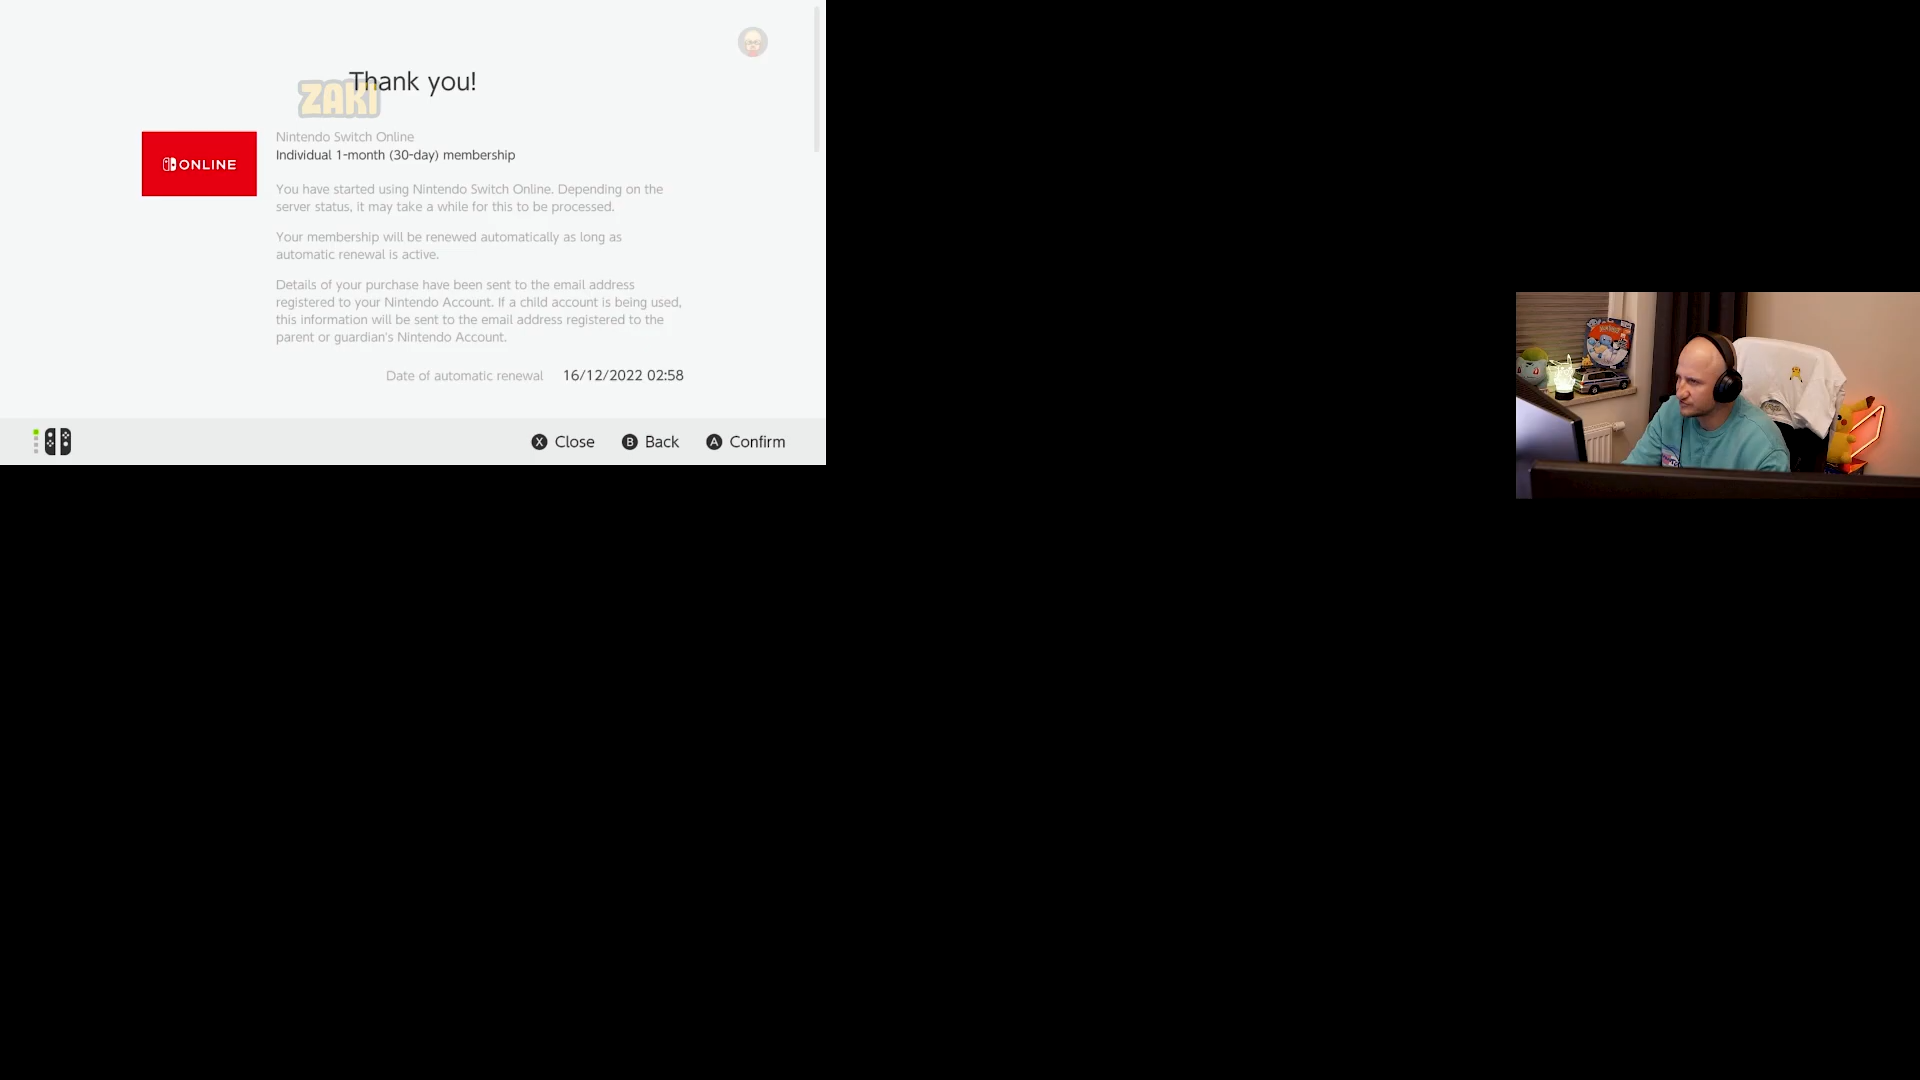 Thank you!
ZAKI
ONLINE
Nintendo Switch Online
Individual 1-month (30-day) membership
You have started using Nintendo Switch Online. Depending on the
server status, it may take a while for this to be processed.
Your membership will be renewed automatically as long as
automatic renewal is active.
Details of your purchase have been sent to the email address
registered to your Nintendo Account. If a child account is being used,
this information will be sent to the email address registered to the
parent or guardian's Nintendo Account.
Date of automatic renewal 16/12/2022 02:58
X Close B Back A Confirm